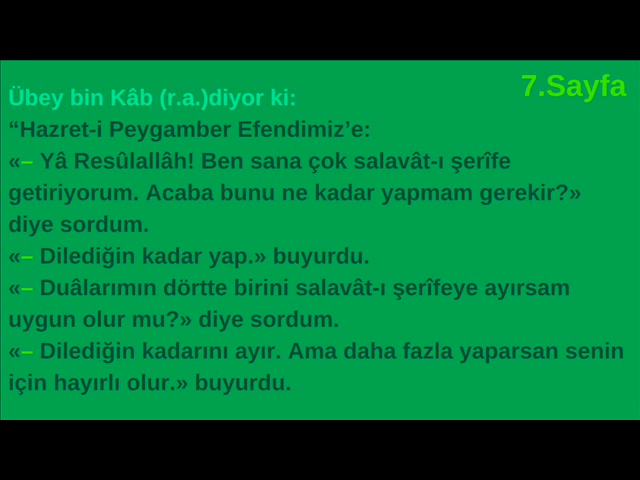 7.Sayfa
Übey bin Kâb (r.a.)diyor ki:
“Hazret-i Peygamber Efendimiz’e:
«– Yâ Resûlallâh! Ben sana çok salavât-ı şerîfe
getiriyorum. Acaba bunu ne kadar yapmam gerekir?»
diye sordum.
«– Dilediğin kadar yap.» buyurdu.
«– Duâlarımın dörtte birini salavât-ı şerîfeye ayırsam
uygun olur mu?» diye sordum.
«– Dilediğin kadarını ayır. Ama daha fazla yaparsan senin
için hayırlı olur.» buyurdu.